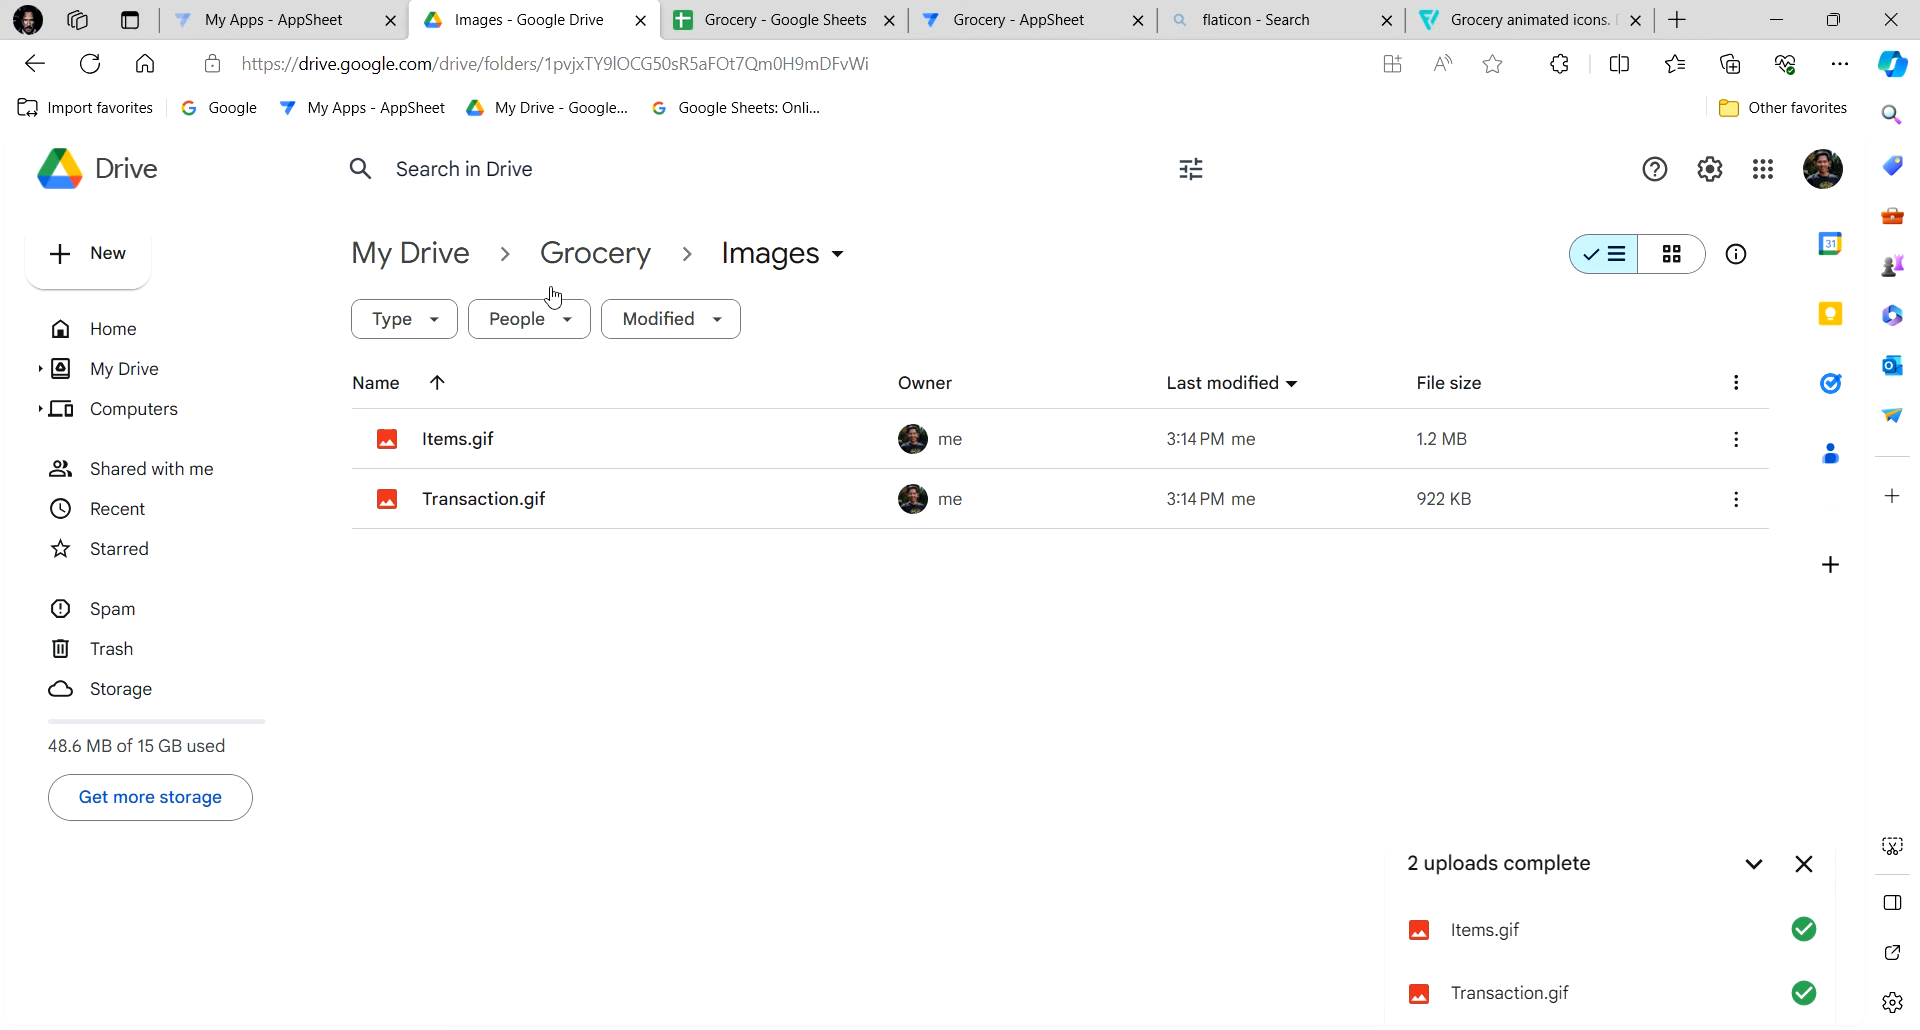 My Apps - AppSheet
Images - Google Drive
Grocery - Google Sheets
Grocery - AppSheet
flaticon - Search
Grocery animated icons.
https://drive.google.com/drive/folders/1pvjxTY9lOCG50sR5aFOt7Qm0H9mDFvWi
Import favorites
Google
My Apps - AppSheet
My Drive - Google...
Google Sheets: Onli...
Other favorites
Drive
Search in Drive
New
My Drive > Grocery > Images
31
Type
People
Modified
Home
My Drive
Computers
Shared with me
Recent
Starred
Spam
Trash
Storage
48.6 MB of 15 GB used
Get more storage
Name
Owner
Last modified
File size
Items.gif
me
3:14 PM me
1.2 MB
Transaction.gif
me
3:14 PM me
922 KB
2 uploads complete
Items.gif
Transaction.gif